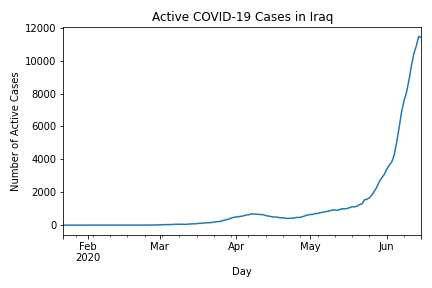 Active COVID-19 Cases in Iraq
12000
10000
8000
6000
4000
2000
0
Number of Active Cases
Feb
2020
Mar
Apr
May
Jun
Day